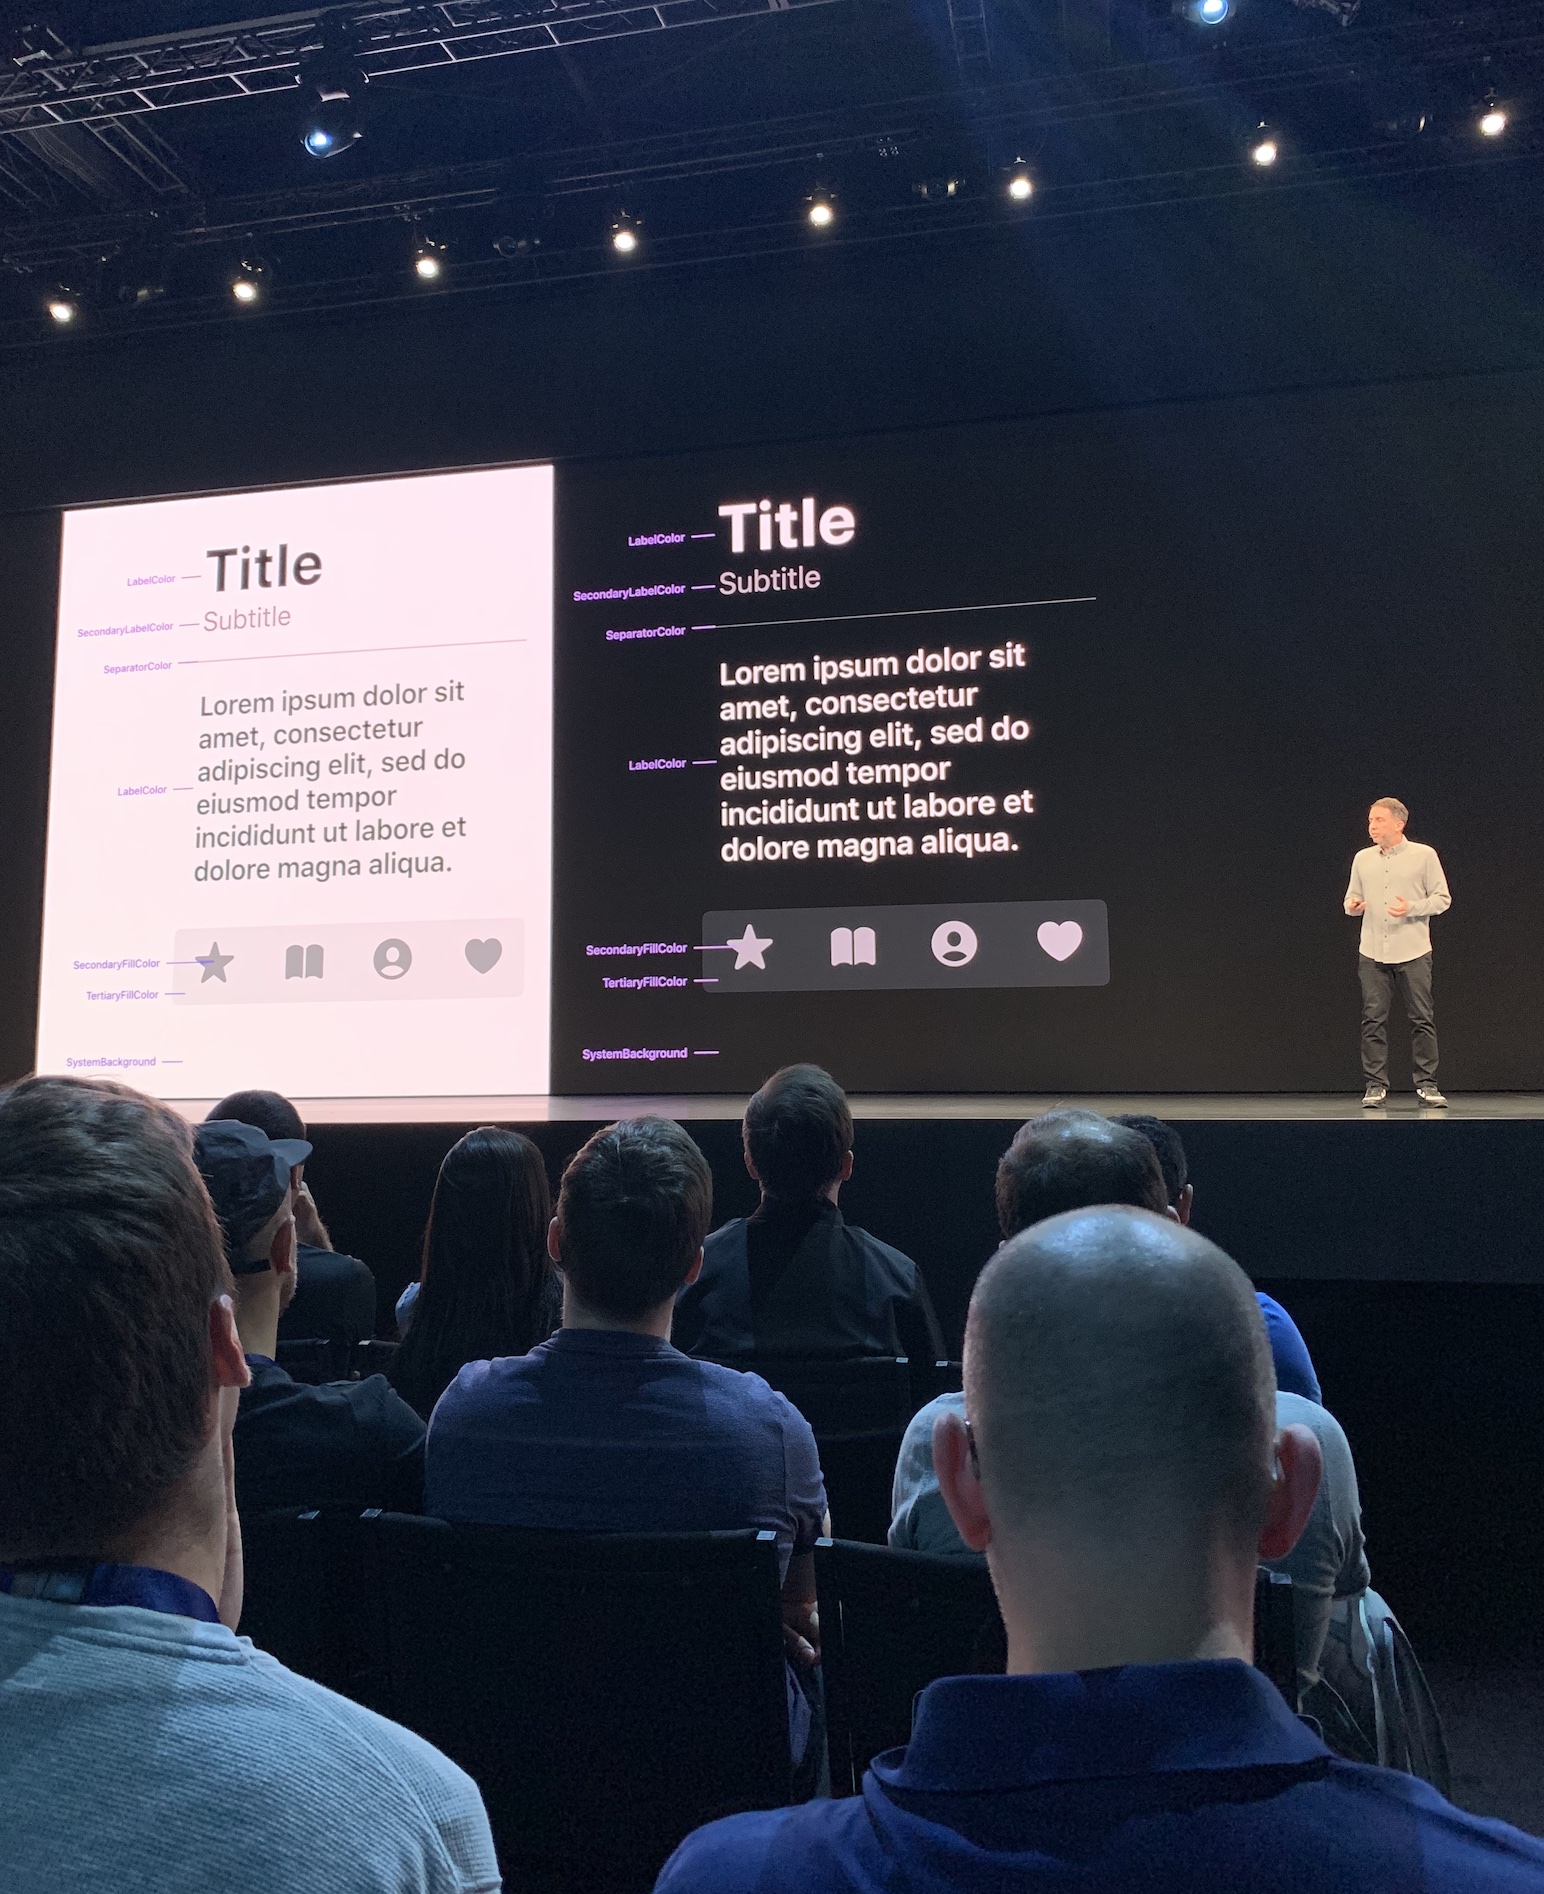 LabelColor
Title
SecondaryLabelColor
Subtitle
SeparatorColor
Lorem ipsum dolor sit
amet, consectetur
adipiscing elit, sed do
LabelColor
eiusmod tempor
incididunt ut labore et
dolore magna aliqua.
SecondaryFillColor
TertiaryFillColor
SystemBackground
LabelColor
Title
SecondaryLabelColor
Subtitle
SeparatorColor
Lorem ipsum dolor sit
amet, consectetur
adipiscing elit, sed do
LabelColor
eiusmod tempor
incididunt ut labore et
dolore magna aliqua.
SecondaryFillColor
TertiaryFillColor
SystemBackground